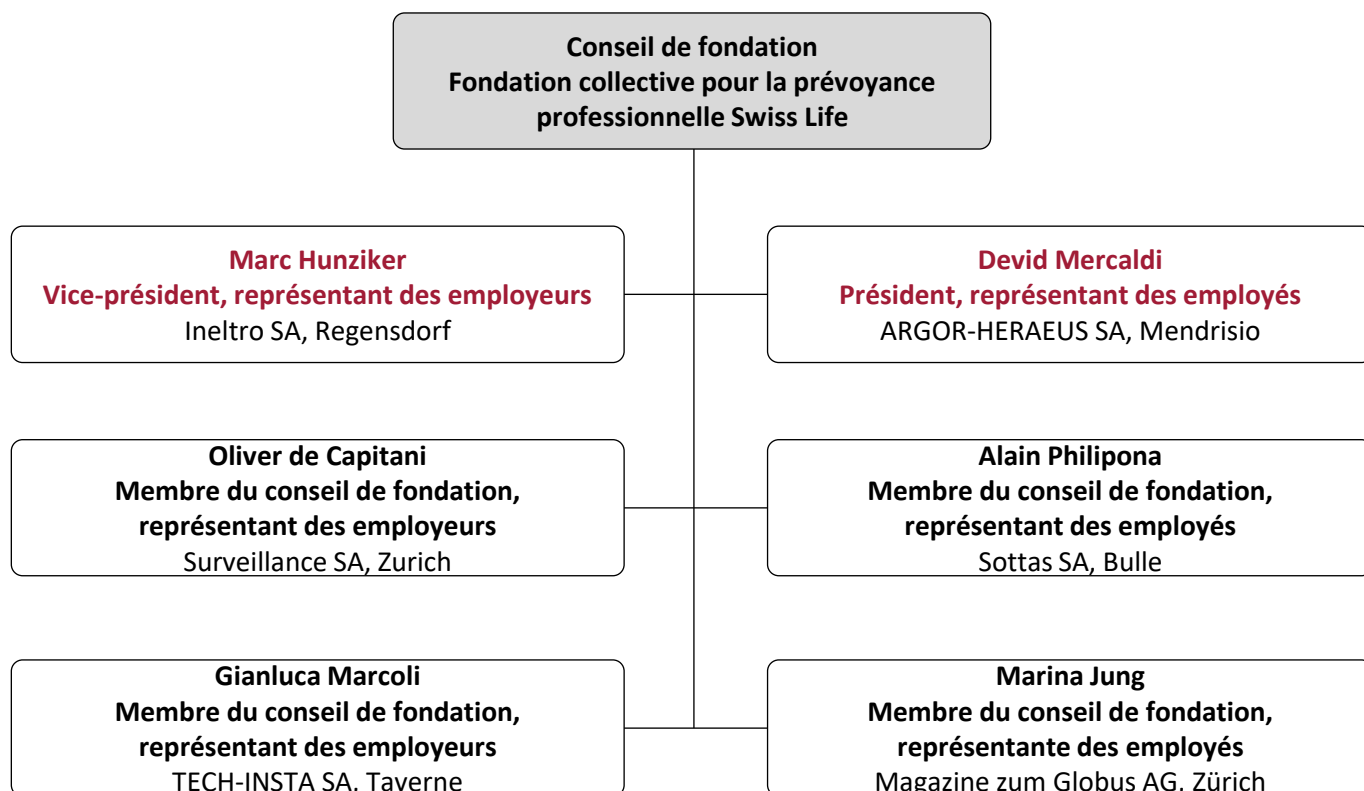 Conseil de fondation
Fondation collective pour la prévoyance
professionnelle Swiss Life
Marc Hunziker
Vice-président, représentant des employeurs
Ineltro SA, Regensdorf
Devid Mercaldi
Président, représentant des employés
ARGOR-HERAEUS SA, Mendrisio
Oliver de Capitani
Membre du conseil de fondation,
représentant des employeurs
Surveillance SA, Zurich
Alain Philipona
Membre du conseil de fondation,
représentant des employés
Sottas SA, Bulle
Gianluca Marcoli
Membre du conseil de fondation,
représentant des employeurs
TECH-INSTA SA, Taverne
Marina Jung
Membre du conseil de fondation,
représentante des employés
Magazine zum Globus AG, Zürich